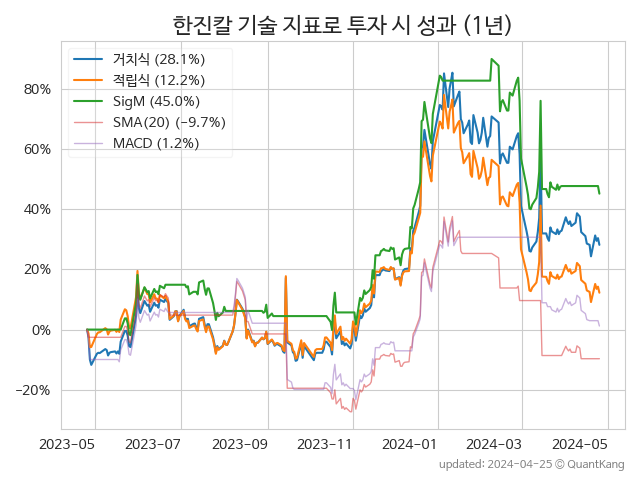 한진칼 기술 지표로 투자 시 성과 (1년)
거치식 (28.1%)
적립식 (12.2%)
SigM (45.0%)
SMA(20) (−9.7%)
MACD (1.2%)
80%
60%
40%
20%
0%
−20%
2023-05 2023-07 2023-09 2023-11 2024-01 2024-03 2024-05
updated: 2024-04-25 © QuantKang